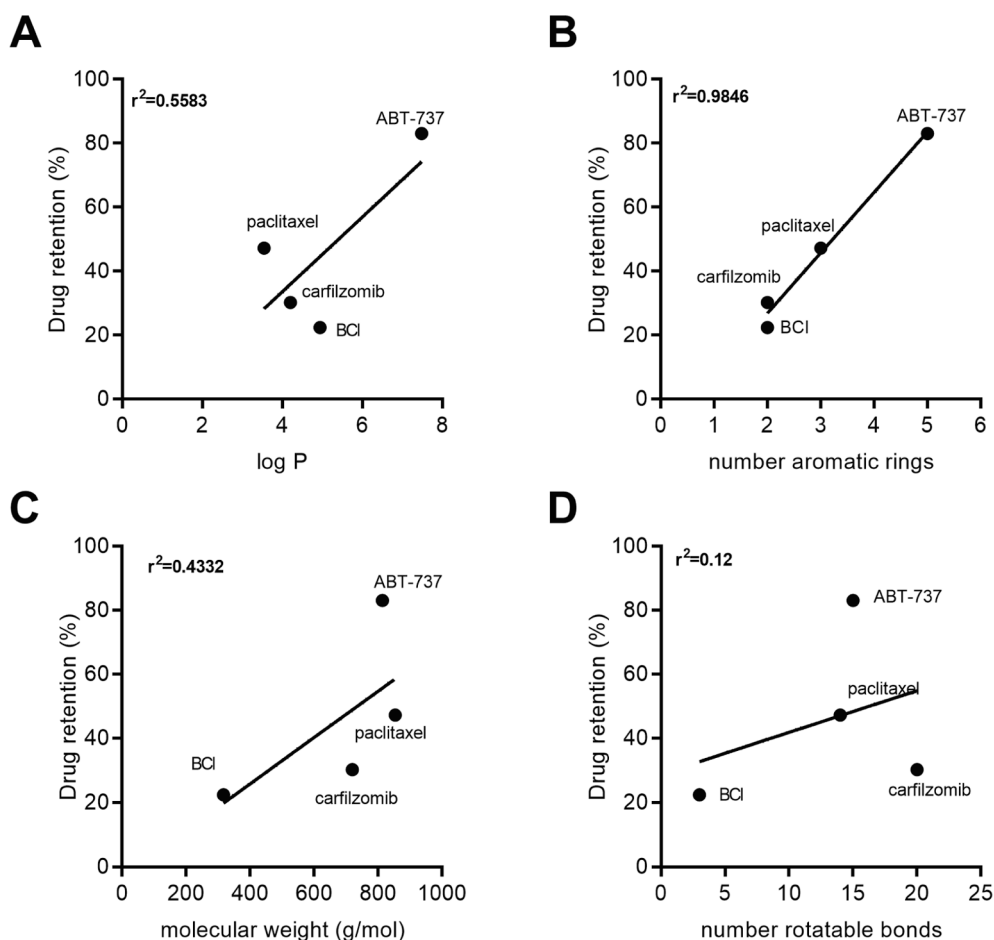 A
r²=0.5583
Drug retention (%)
100
80
60
40
20
0
ABT-737
paclitaxel
carfilzomib
BCI
0 2 4 6 8
log P
B
r²=0.9846
Drug retention (%)
100
80
60
40
20
0
ABT-737
paclitaxel
carfilzomib
BCI
0 1 2 3 4 5 6
number aromatic rings
C
r²=0.4332
Drug retention (%)
100
80
60
40
20
0
ABT-737
paclitaxel
BCI
carfilzomib
0 200 400 600 800 1000
molecular weight (g/mol)
D
r²=0.12
Drug retention (%)
100
80
60
40
20
0
ABT-737
paclitaxel
BCI
carfilzomib
0 5 10 15 20 25
number rotatable bonds